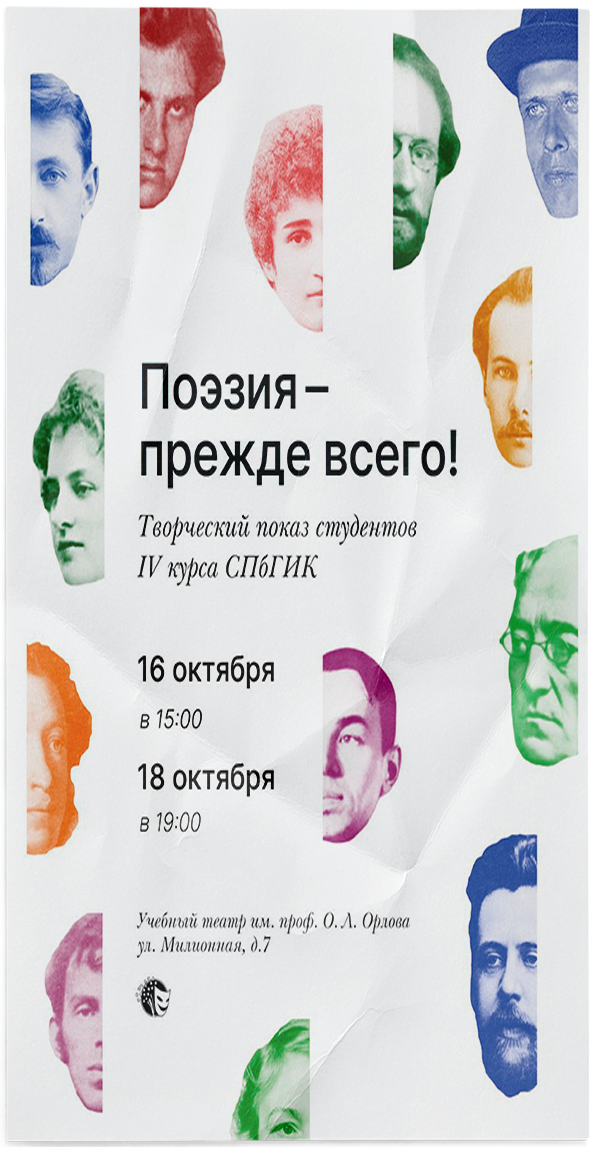 Поэзия –
прежде всего!
Творческий показ студентов
IV курса СПбГИК
16 октября
в 15:00
18 октября
в 19:00
Учебный театр им. проф. О. Л. Орлова
ул. Милионная, д.7